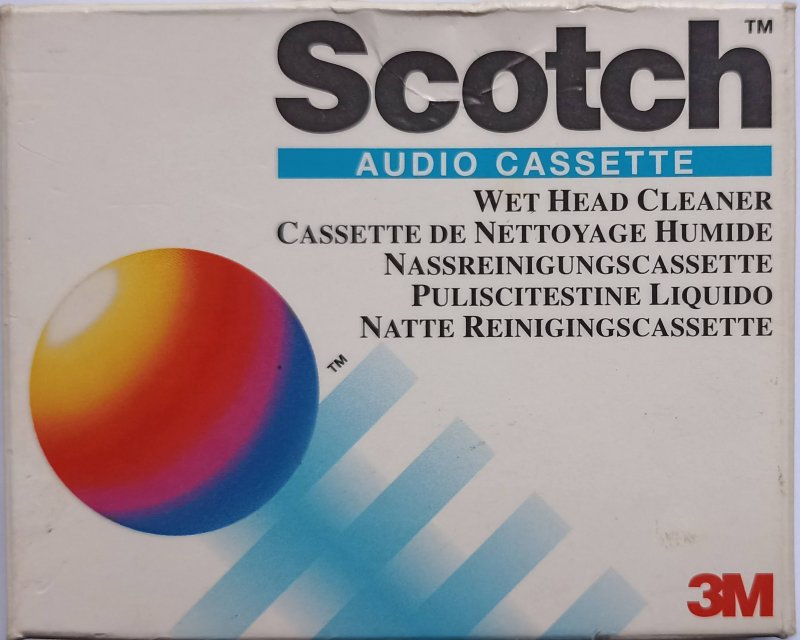 Scotch™
AUDIO CASSETTE
WET HEAD CLEANER
CASSETTE DE NETTOYAGE HUMIDE
NASSREINIGUNGSCASSETTE
PULISCITESTINE LIQUIDO
NATTE REINIGINGSCASSETTE
™
3M